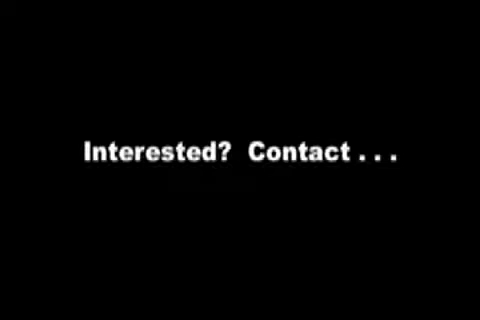 Interested?  Contact . . .